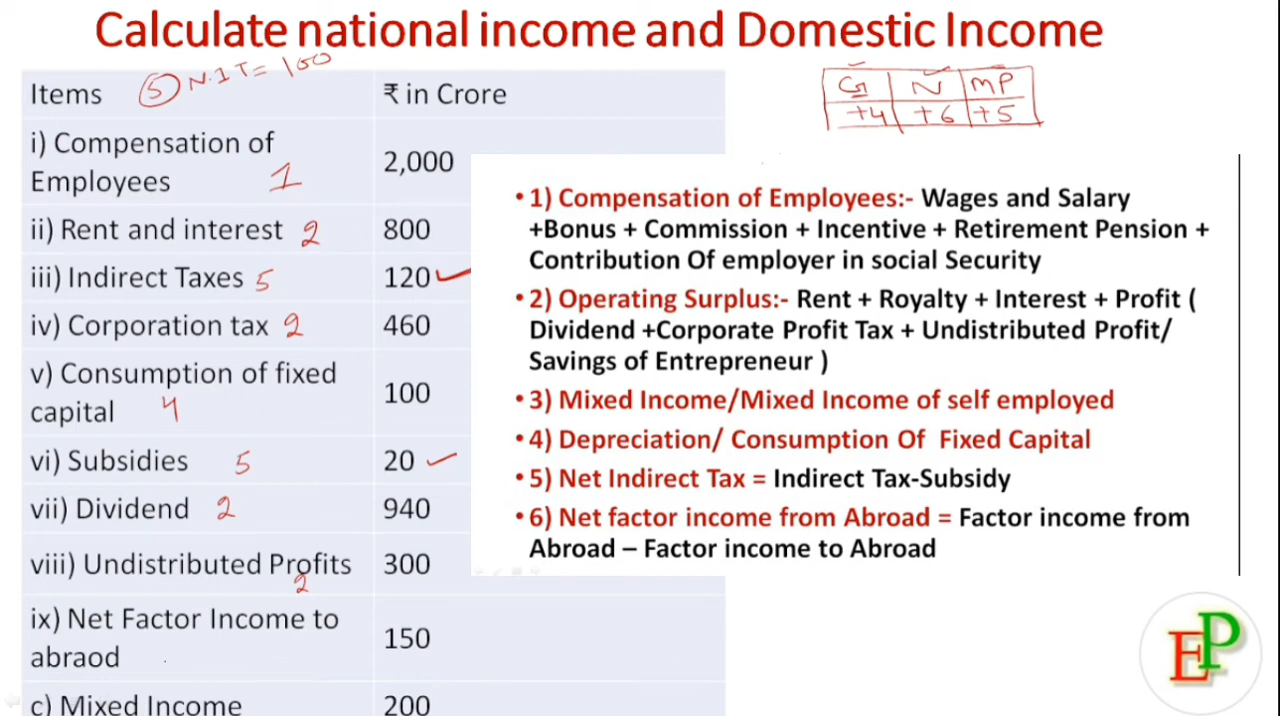 Calculate national income and Domestic Income
Items (5) N.I T = 100
₹ in Crore
G N MP
+4 +6 +5
i) Compensation of
Employees 1
2,000
ii) Rent and interest 2
800
iii) Indirect Taxes 5
120
iv) Corporation tax 2
460
v) Consumption of fixed
capital 4
100
vi) Subsidies 5
20
vii) Dividend 2
940
viii) Undistributed Profits
2
300
ix) Net Factor Income to
abraod
150
c) Mixed Income
200
• 1) Compensation of Employees:- Wages and Salary
+Bonus + Commission + Incentive + Retirement Pension +
Contribution Of employer in social Security
• 2) Operating Surplus:- Rent + Royalty + Interest + Profit (
Dividend +Corporate Profit Tax + Undistributed Profit/
Savings of Entrepreneur )
• 3) Mixed Income/Mixed Income of self employed
• 4) Depreciation/ Consumption Of Fixed Capital
• 5) Net Indirect Tax = Indirect Tax-Subsidy
• 6) Net factor income from Abroad = Factor income from
Abroad – Factor income to Abroad
EP